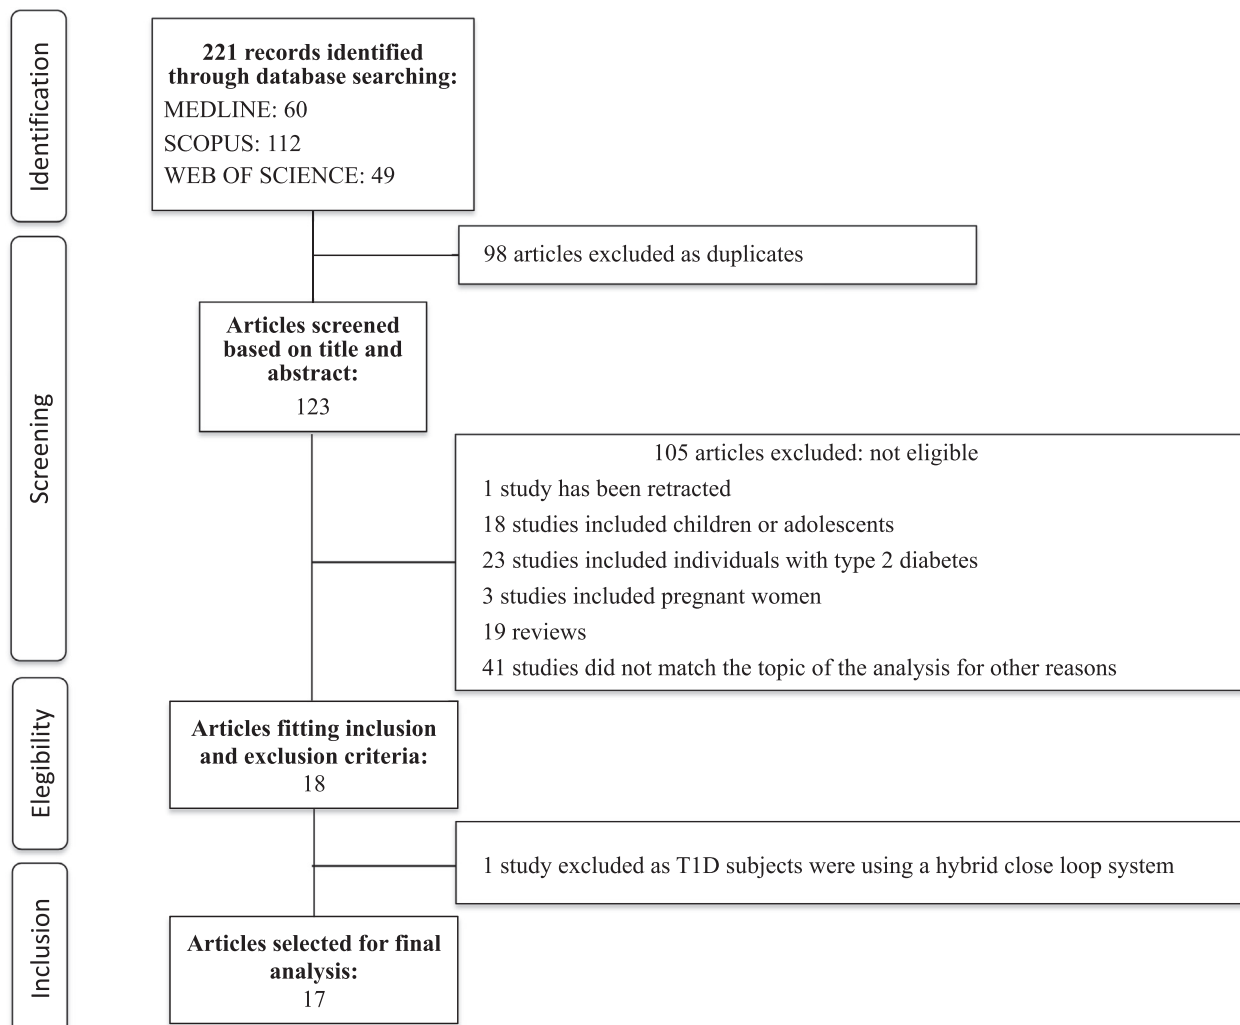 Identification
221 records identified
through database searching:
MEDLINE: 60
SCOPUS: 112
WEB OF SCIENCE: 49
Screening
98 articles excluded as duplicates
Articles screened
based on title and
abstract:
123
105 articles excluded: not eligible
1 study has been retracted
18 studies included children or adolescents
23 studies included individuals with type 2 diabetes
3 studies included pregnant women
19 reviews
41 studies did not match the topic of the analysis for other reasons
Elegibility
Articles fitting inclusion
and exclusion criteria:
18
1 study excluded as T1D subjects were using a hybrid close loop system
Inclusion
Articles selected for final
analysis:
17